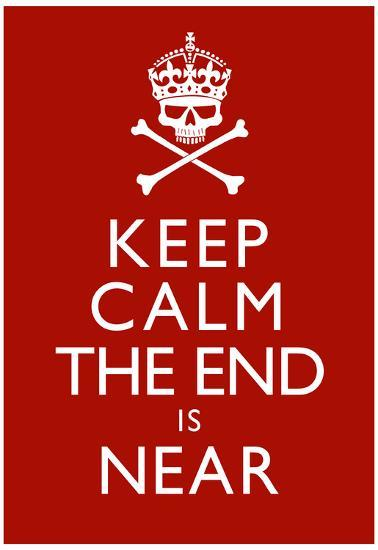 KEEP
CALM
THE END
IS
NEAR